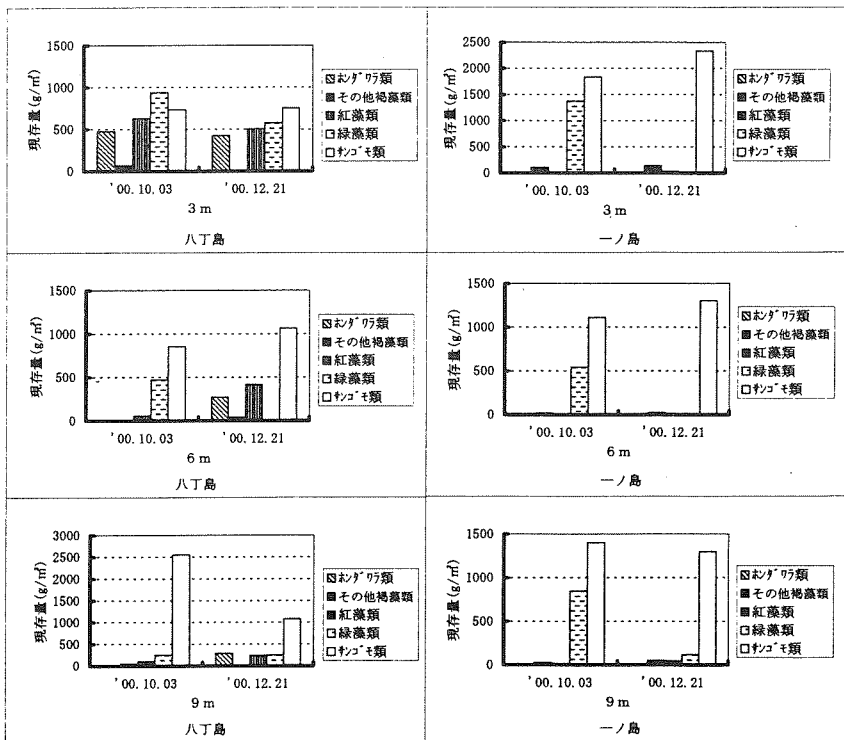 1500
1000
500
0
現存量(g/㎡)
'00.10.03
'00.12.21
3 m
八丁島
ホンダワラ類
その他褐藻類
紅藻類
緑藻類
サンゴモ類
2500
2000
1500
1000
500
0
現存量(g/㎡)
'00.10.03
'00.12.21
3 m
一ノ島
ホンダワラ類
その他褐藻類
紅藻類
緑藻類
サンゴモ類
1500
1000
500
0
現存量(g/㎡)
'00.10.03
'00.12.21
6 m
八丁島
ホンダワラ類
その他褐藻類
紅藻類
緑藻類
サンゴモ類
1500
1000
500
0
現存量(g/㎡)
'00.10.03
'00.12.21
6 m
一ノ島
ホンダワラ類
その他褐藻類
紅藻類
緑藻類
サンゴモ類
3000
2500
2000
1500
1000
500
0
現存量(g/㎡)
'00.10.03
'00.12.21
9 m
八丁島
ホンダワラ類
その他褐藻類
紅藻類
緑藻類
サンゴモ類
1500
1000
500
0
現存量(g/㎡)
'00.10.03
'00.12.21
9 m
一ノ島
ホンダワラ類
その他褐藻類
紅藻類
緑藻類
サンゴモ類